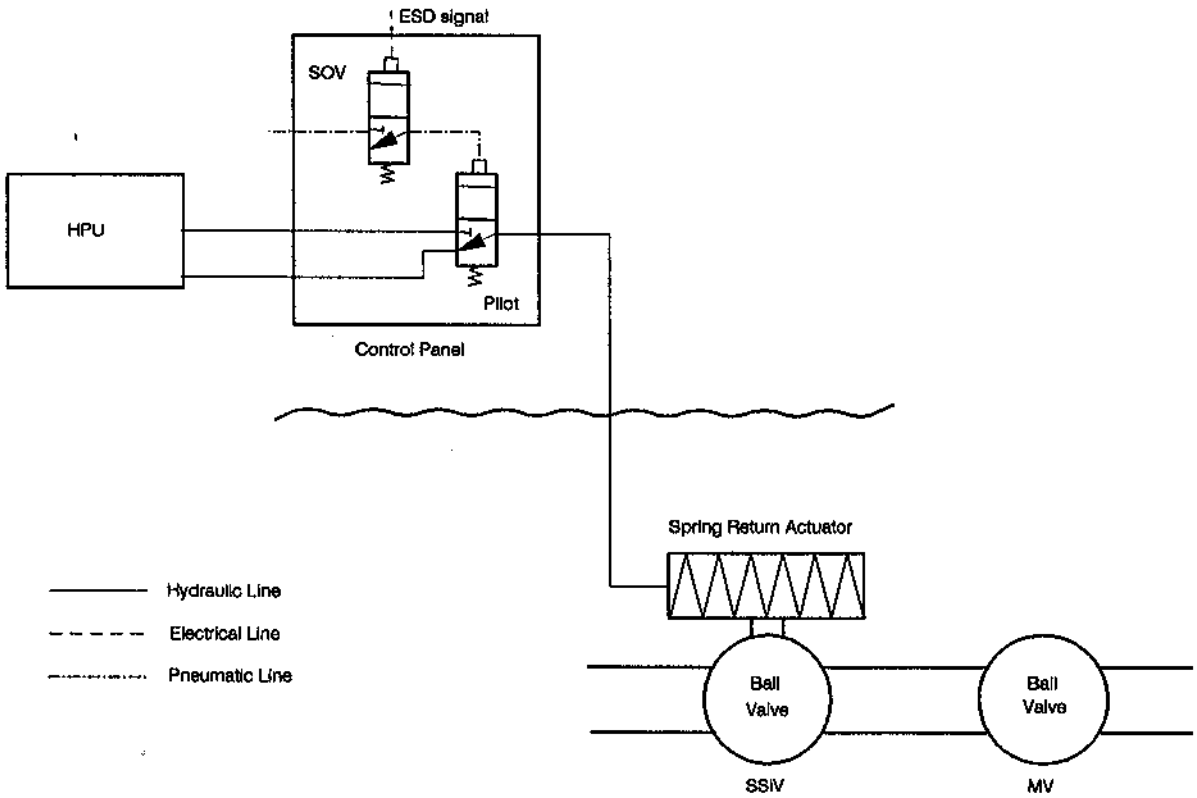 ESD signal
SOV
HPU
Pilot
Control Panel
Spring Return Actuator
Hydraulic Line
Electrical Line
Pneumatic Line
Ball
Valve
Ball
Valve
SSIV
MV